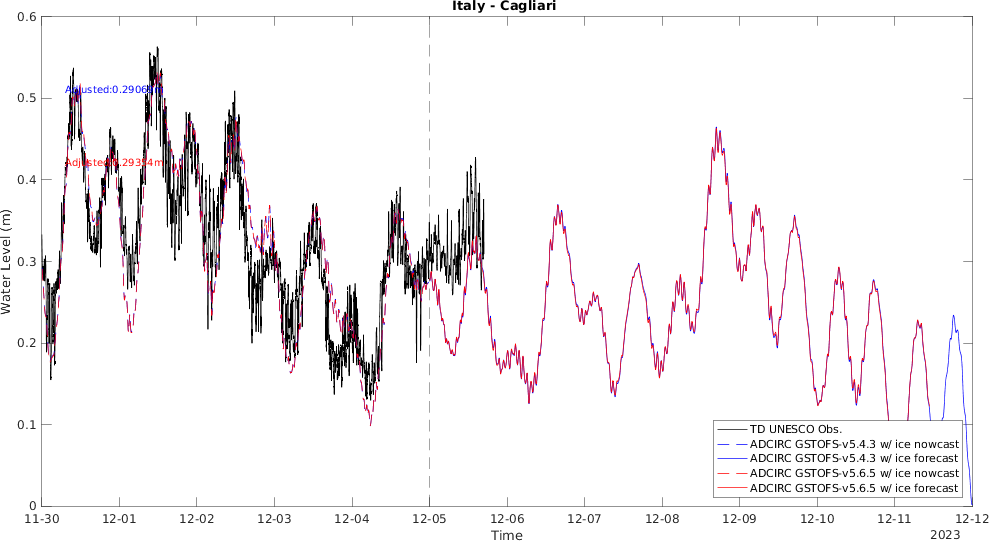 Italy - Cagliari
Water Level (m)
0.6
0.5
0.4
0.3
0.2
0.1
0
Adjusted:
Adjusted:
TD UNESCO Obs.
ADCIRC GSTOFS-v5.4.3 w/ ice nowcast
ADCIRC GSTOFS-v5.4.3 w/ ice forecast
ADCIRC GSTOFS-v5.6.5 w/ ice nowcast
ADCIRC GSTOFS-v5.6.5 w/ ice forecast
11-30 12-01 12-02 12-03 12-04 12-05 12-06 12-07 12-08 12-09 12-10 12-11 12-12
Time
2023